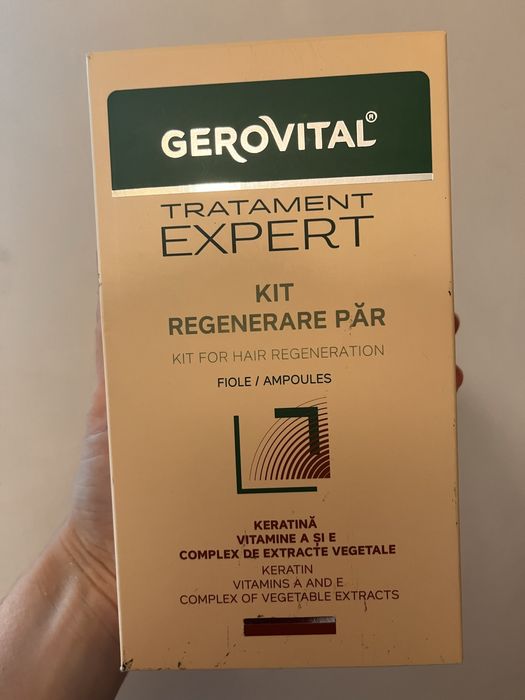 GEROVITAL®
TRATAMENT
EXPERT
KIT
REGENERARE PĂR
KIT FOR HAIR REGENERATION
FIOLE / AMPOULES
KERATINĂ
VITAMINE A ȘI E
COMPLEX DE EXTRACTE VEGETALE
KERATIN
VITAMINS A AND E
COMPLEX OF VEGETABLE EXTRACTS